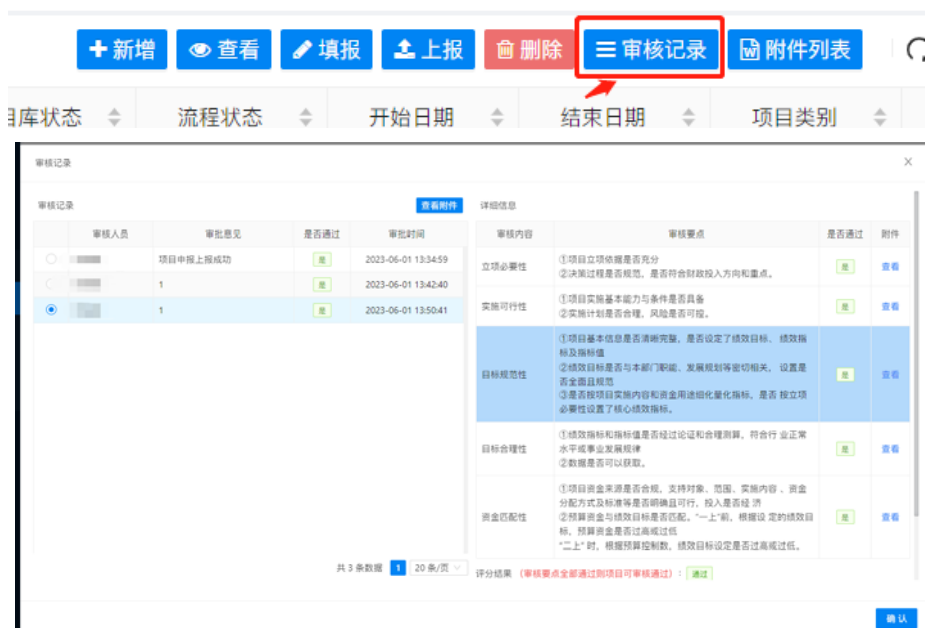 新增 查看 填报 上报 删除 审核记录 附件列表
目库状态 流程状态 开始日期 结束日期 项目类别
审核记录
审核记录 查看附件
审核人员 审批意见 是否通过 审批时间
项目申报上报成功 是 2023-06-01 13:34:59
1 是 2023-06-01 13:42:40
1 是 2023-06-01 13:50:41
共 3 条数据 1 20 条/页
详细信息
审核内容 审核要点 是否通过 附件
立项必要性 ①项目立项依据是否充分 是 查看
②决策过程是否规范，是否符合财政投入方向和重点。
实施可行性 ①项目实施基本能力与条件是否具备 是 查看
②实施计划是否合理，风险是否可控。
①项目基本信息是否清晰完整，是否设定了绩效目标、 绩效指
标及指标值
目标规范性 ②绩效目标是否与本部门职能、发展规划等密切相关， 设置是 是 查看
否全面且规范
③是否按项目实施内容和资金用途细化量化指标，是否 按立项
必要性设置了核心绩效指标。
①绩效指标和指标值是否经过论证和合理测算，符合行 业正常
目标合理性 水平或事业发展规律 是 查看
②数据是否可以获取。
①项目资金来源是否合规，支持对象、范围、实施内容 、资金
分配方式及标准等是否明确且可行，投入是否经 济
资金匹配性 ②预算资金与绩效目标是否匹配。“一上”前，根据设 定的绩效目 是 查看
标，预算资金是否过高或过低
“二上” 时，根据预算控制数，绩效目标设定是否过高或过低。
评分结果 （审核要点全部通过则项目可审核通过）： 通过
确 认